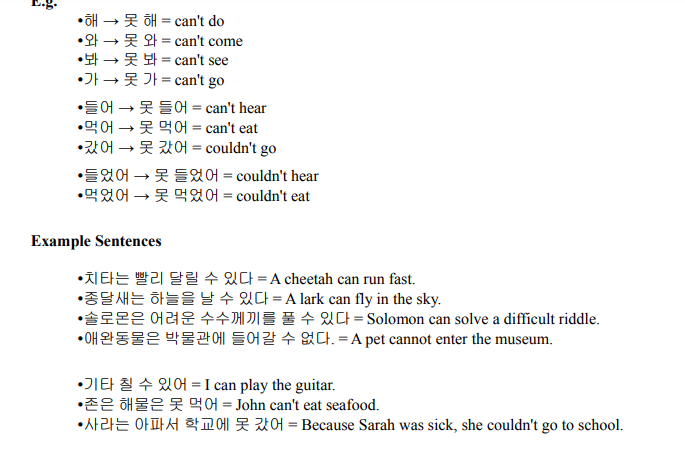 E.g.
•해 → 못 해 = can't do
•와 → 못 와 = can't come
•봐 → 못 봐 = can't see
•가 → 못 가 = can't go
•들어 → 못 들어 = can't hear
•먹어 → 못 먹어 = can't eat
•갔어 → 못 갔어 = couldn't go
•들었어 → 못 들었어 = couldn't hear
•먹었어 → 못 먹었어 = couldn't eat
Example Sentences
•치타는 빨리 달릴 수 있다 = A cheetah can run fast.
•종달새는 하늘을 날 수 있다 = A lark can fly in the sky.
•솔로몬은 어려운 수수께끼를 풀 수 있다 = Solomon can solve a difficult riddle.
•애완동물은 박물관에 들어갈 수 없다. = A pet cannot enter the museum.
•기타 칠 수 있어 = I can play the guitar.
•존은 해물은 못 먹어 = John can't eat seafood.
•사라는 아파서 학교에 못 갔어 = Because Sarah was sick, she couldn't go to school.